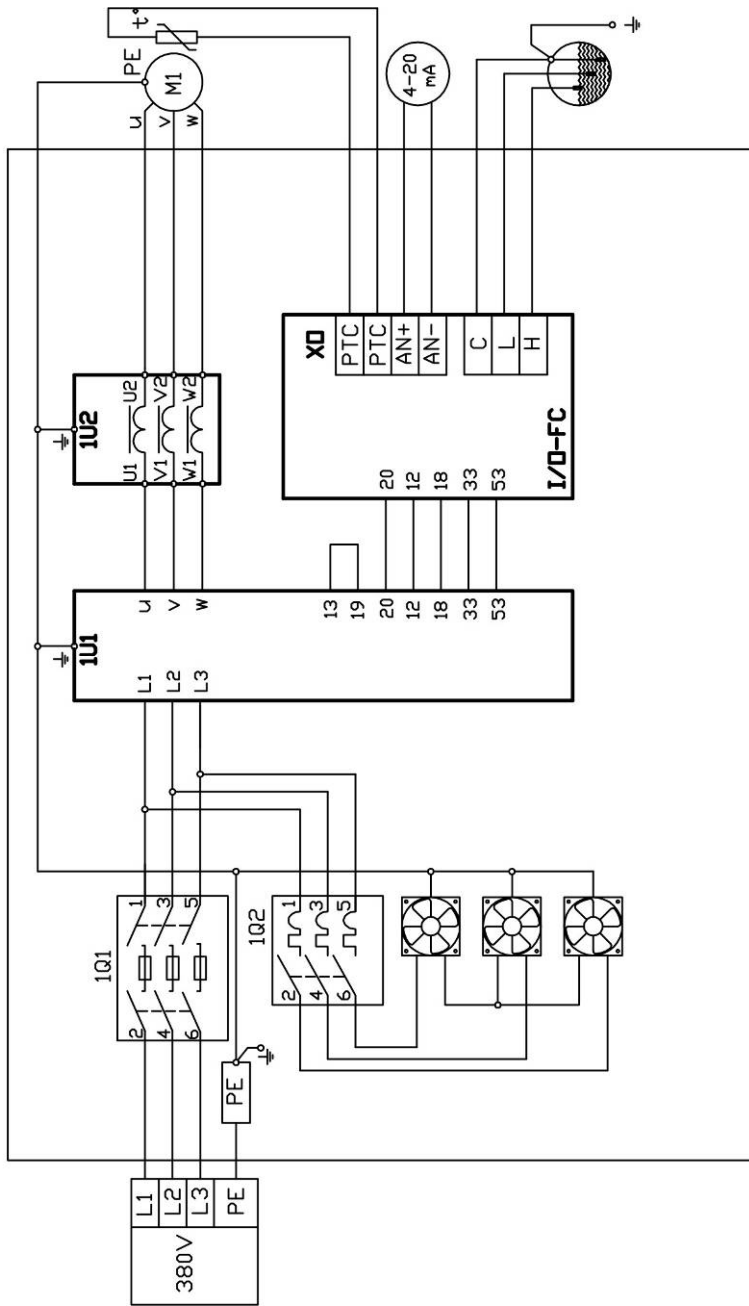 380V
L1
L2
L3
PE
PE
1Q1
2
4
6
1
3
5
1Q2
2
4
6
1
3
5
1U1
L1
L2
L3
u
v
w
13
19
20
12
18
33
53
1U2
U1
V1
W1
U2
V2
W2
I/O-FC
20
12
18
33
53
X0
PTC
PTC
AN+
AN-
C
L
H
u
v
w
M1
PE
t°
4-20
mA